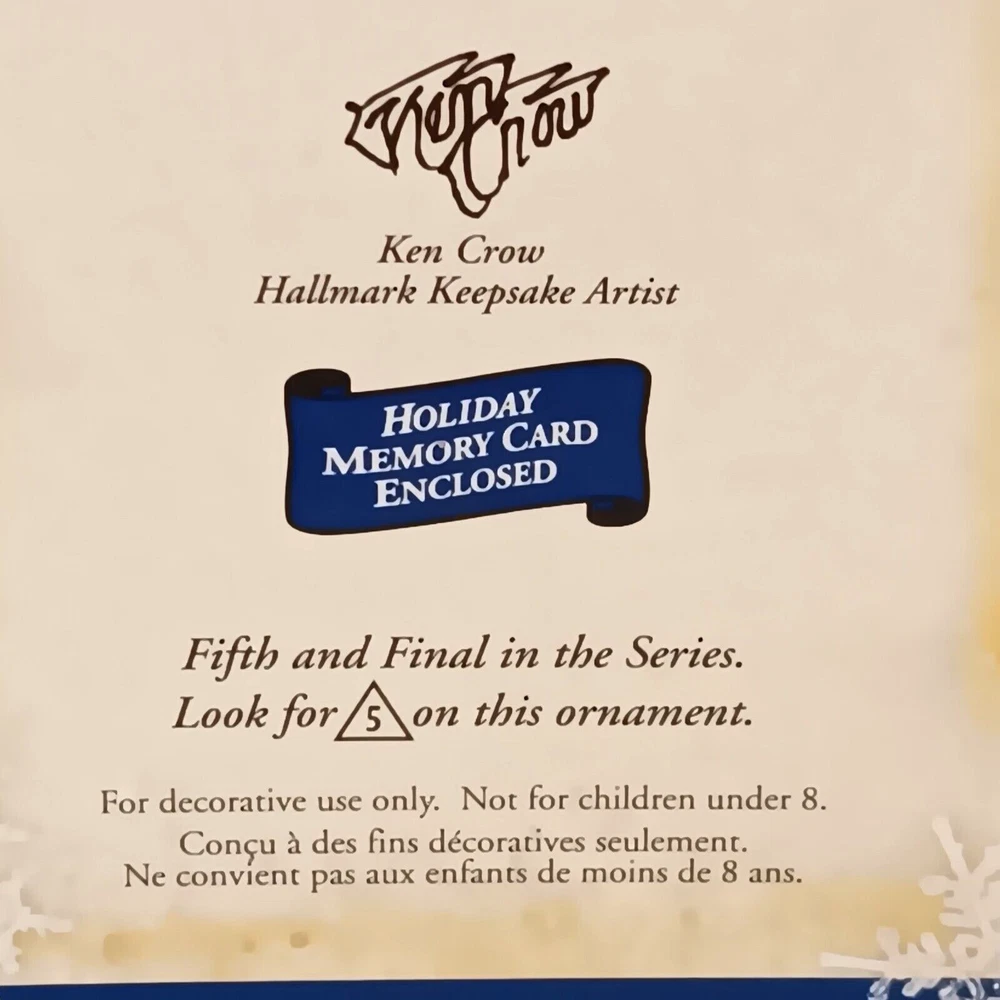 Ken Crow
Ken Crow
Hallmark Keepsake Artist
HOLIDAY
MEMORY CARD
ENCLOSED
Fifth and Final in the Series.
Look for 5 on this ornament.
For decorative use only. Not for children under 8.
Conçu à des fins décoratives seulement.
Ne convient pas aux enfants de moins de 8 ans.